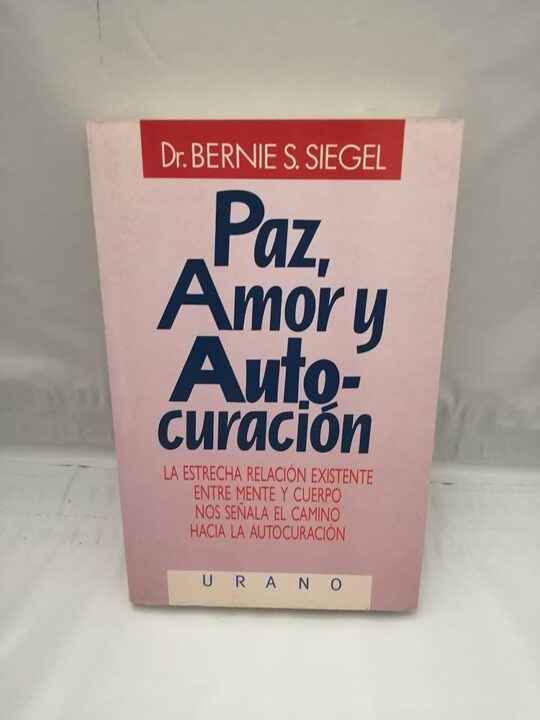 Dr. BERNIE S. SIEGEL
Paz,
Amor y
Auto-
curación
LA ESTRECHA RELACIÓN EXISTENTE
ENTRE MENTE Y CUERPO
NOS SEÑALA EL CAMINO
HACIA LA AUTOCURACIÓN
URANO